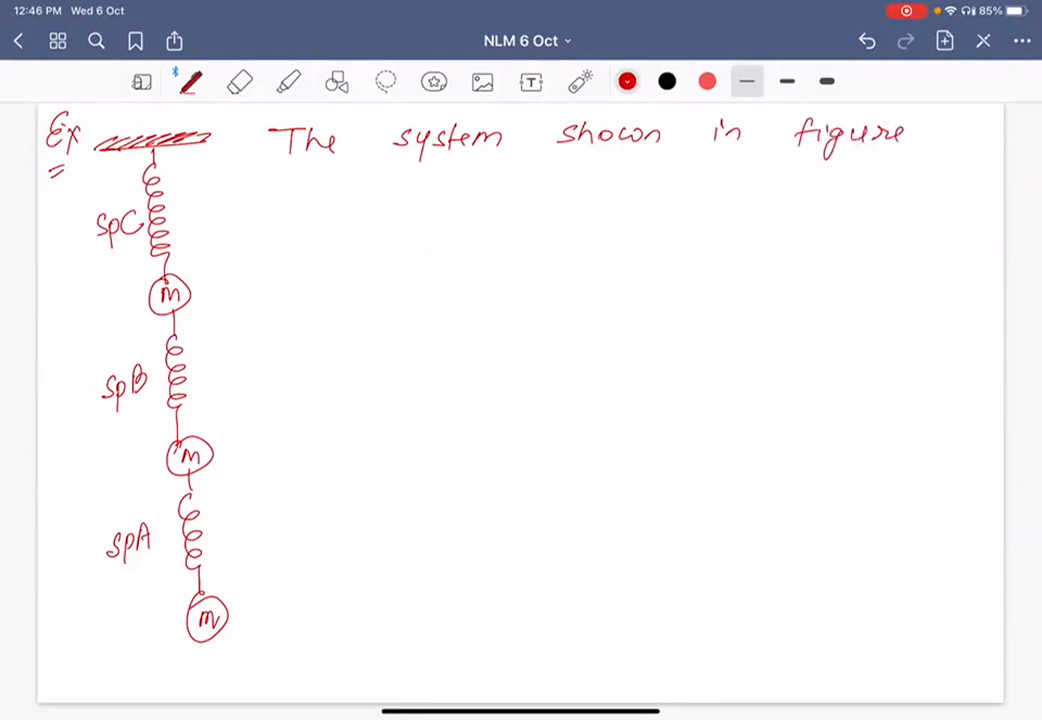 12:46 PM Wed 6 Oct
85%
NLM 6 Oct
T
Ex The system shown in figure
SpC
m
SpB
m
SpA
m